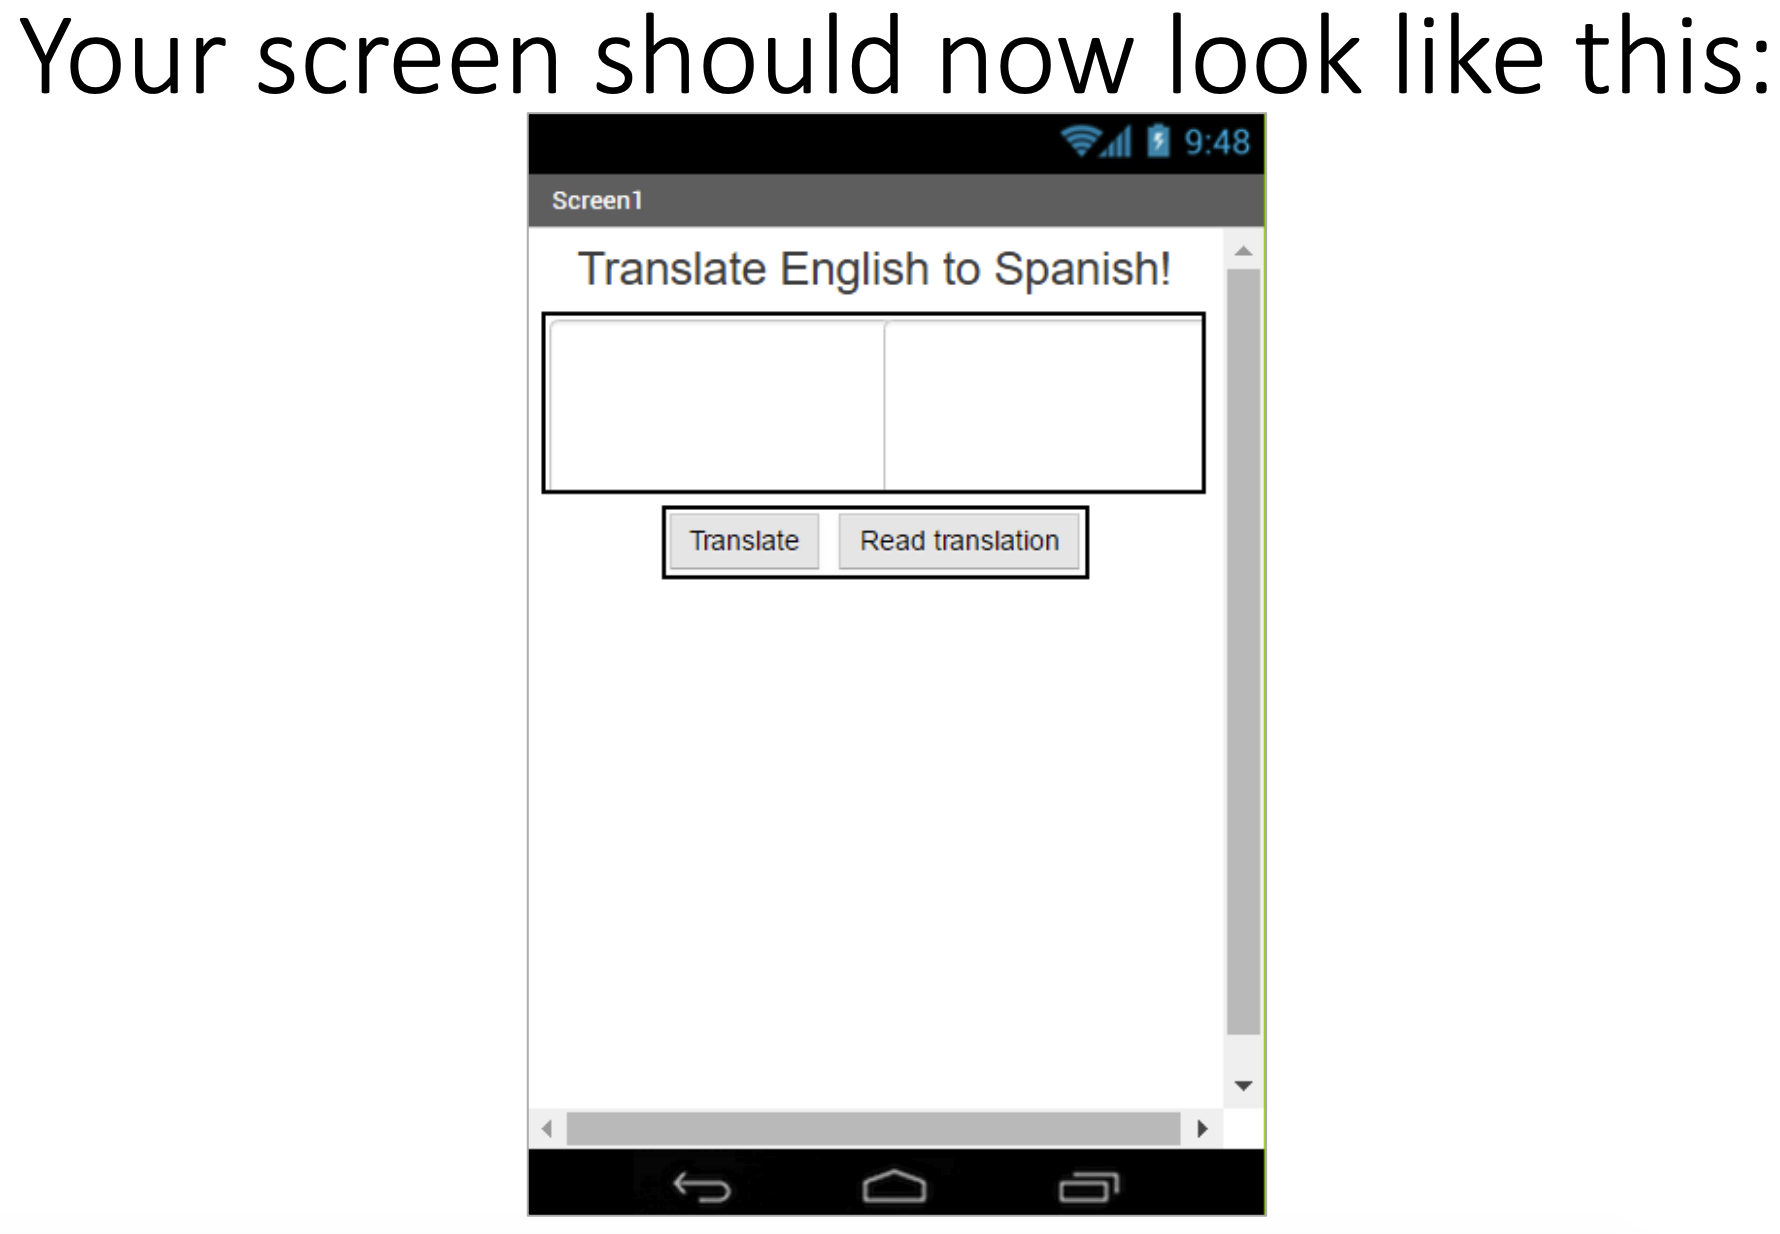 Your screen should now look like this:
9:48
Screen1
Translate English to Spanish!
Translate Read translation